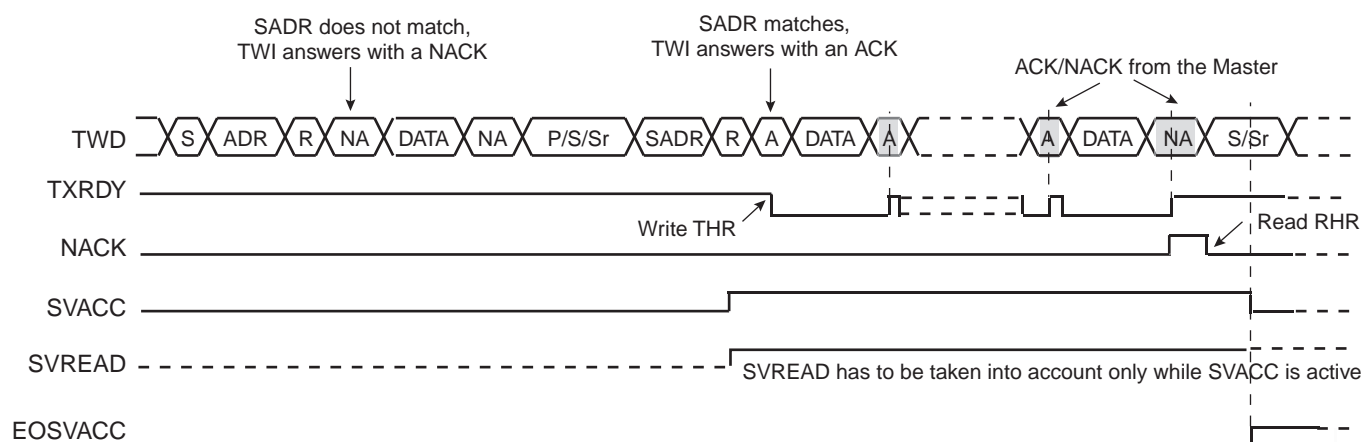 SADR does not match,
TWI answers with a NACK
SADR matches,
TWI answers with an ACK
ACK/NACK from the Master
TWD S ADR R NA DATA NA P/S/Sr SADR R A DATA A A DATA NA S/Sr
TXRDY
Write THR
Read RHR
NACK
SVACC
SVREAD
SVREAD has to be taken into account only while SVACC is active
EOSVACC